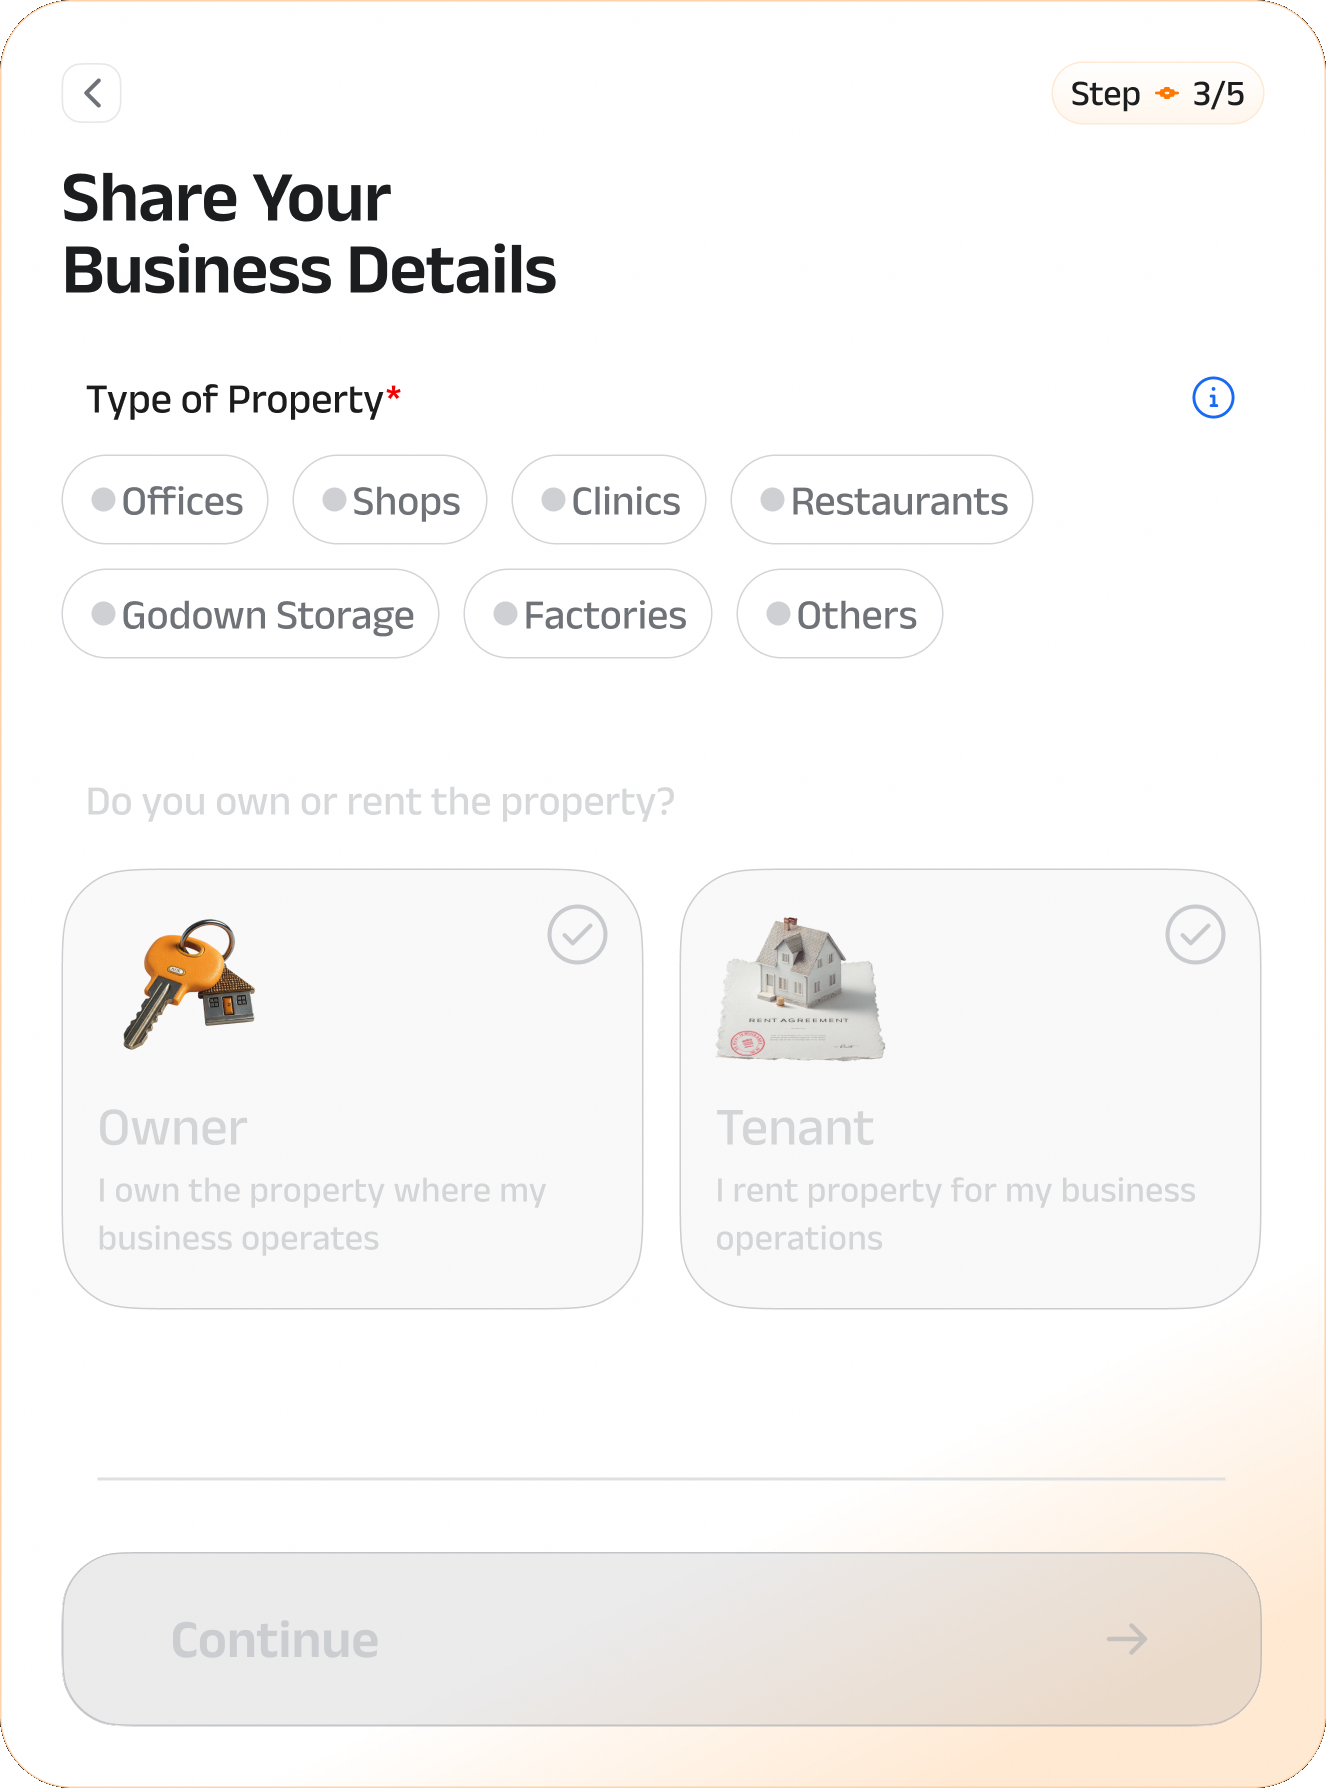 Step 3/5
Share Your
Business Details
Type of Property*
Offices
Shops
Clinics
Restaurants
Godown Storage
Factories
Others
Do you own or rent the property?
RENT AGREEMENT
Owner
I own the property where my
business operates
Tenant
I rent property for my business
operations
Continue